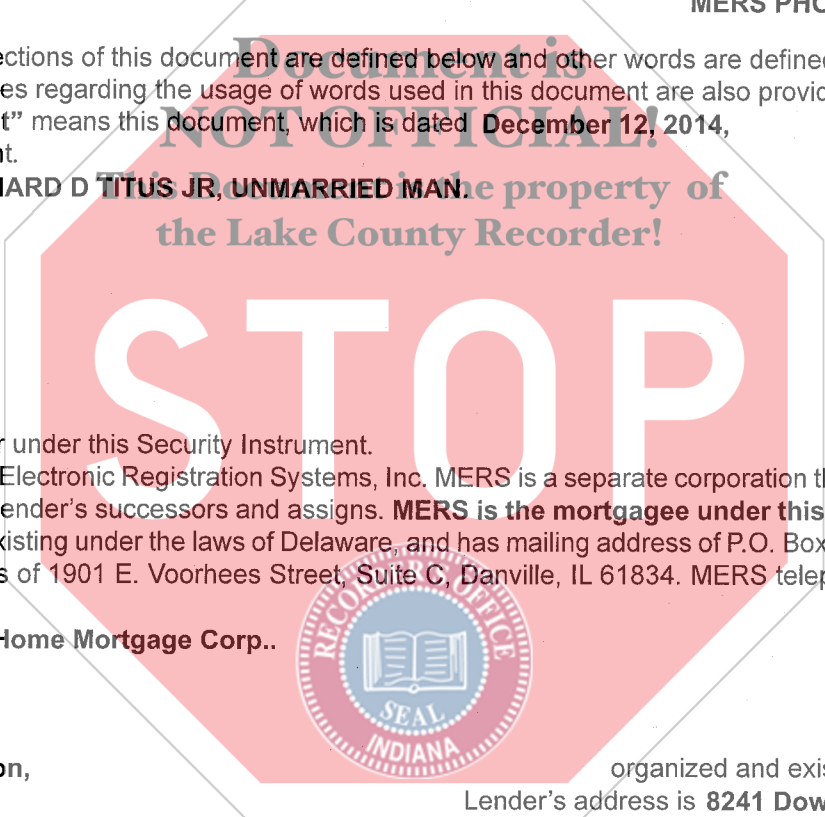 MERS PHO
Document is
ections of this document are defined below and other words are defined
es regarding the usage of words used in this document are also provid
NOT OFFICIAL!
t” means this document, which is dated December 12, 2014,
nt.
ARD D TITUS JR, UNMARRIED MAN.
This Document is the property of
the Lake County Recorder!
STOP
r under this Security Instrument.
Electronic Registration Systems, Inc. MERS is a separate corporation th
ender’s successors and assigns. MERS is the mortgagee under this
xisting under the laws of Delaware, and has mailing address of P.O. Box
s of 1901 E. Voorhees Street, Suite C, Danville, IL 61834. MERS telep
RECORDER'S OFFICE
Home Mortgage Corp..
SEAL
INDIANA
on,
organized and exis
Lender’s address is 8241 Dow